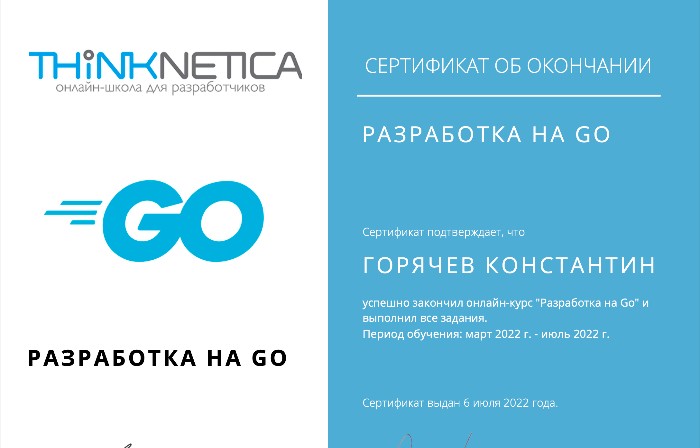 THiNKNETICA
онлайн-школа для разработчиков
GO
РАЗРАБОТКА НА GO
СЕРТИФИКАТ ОБ ОКОНЧАНИИ
РАЗРАБОТКА НА GO
Сертификат подтверждает, что
ГОРЯЧЕВ КОНСТАНТИН
успешно закончил онлайн-курс "Разработка на Go" и
выполнил все задания.
Период обучения: март 2022 г. - июль 2022 г.
Сертификат выдан 6 июля 2022 года.